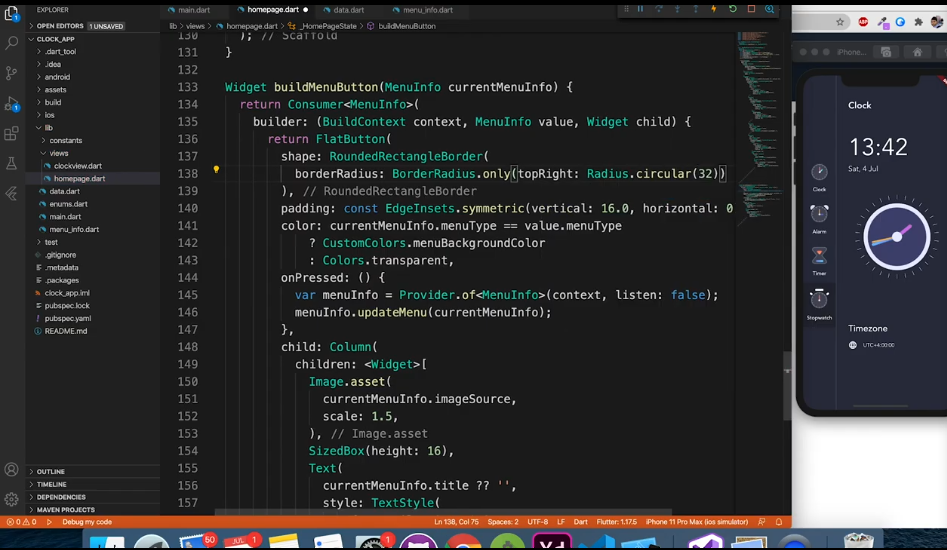 EXPLORER
main.dart
homepage.dart
data.dart
menu_info.dart
OPEN EDITORS 1 UNSAVED
lib > views > homepage.dart > _HomePageState > buildMenuButton
CLOCK_APP
.dart_tool
.idea
android
assets
build
ios
lib
constants
views
clockview.dart
homepage.dart
data.dart
enums.dart
main.dart
menu_info.dart
test
.gitignore
.metadata
.packages
clock_app.iml
pubspec.lock
pubspec.yaml
README.md
OUTLINE
TIMELINE
DEPENDENCIES
MAVEN PROJECTS
130 ); // Scaffold
131 }
132
133 Widget buildMenuButton(MenuInfo currentMenuInfo) {
134 return Consumer<MenuInfo>(
135 builder: (BuildContext context, MenuInfo value, Widget child) {
136 return FlatButton(
137 shape: RoundedRectangleBorder(
138 borderRadius: BorderRadius.only(topRight: Radius.circular(32))
139 ), // RoundedRectangleBorder
140 padding: const EdgeInsets.symmetric(vertical: 16.0, horizontal: 0
141 color: currentMenuInfo.menuType == value.menuType
142 ? CustomColors.menuBackgroundColor
143 : Colors.transparent,
144 onPressed: () {
145 var menuInfo = Provider.of<MenuInfo>(context, listen: false);
146 menuInfo.updateMenu(currentMenuInfo);
147 },
148 child: Column(
149 children: <Widget>[
150 Image.asset(
151 currentMenuInfo.imageSource,
152 scale: 1.5,
153 ), // Image.asset
154 SizedBox(height: 16),
155 Text(
156 currentMenuInfo.title ?? '',
157 style: TextStyle(
0 0 Debug my code
Ln 138, Col 75 Spaces: 2 UTF-8 LF Dart Flutter: 1.17.5 iPhone 11 Pro Max (ios simulator)
ABP
iPhone...
Clock
13:42
Sat, 4 Jul
Clock
Alarm
Timer
Stopwatch
Timezone
UTC+4:00:00
50
JUL
1
1
Xd